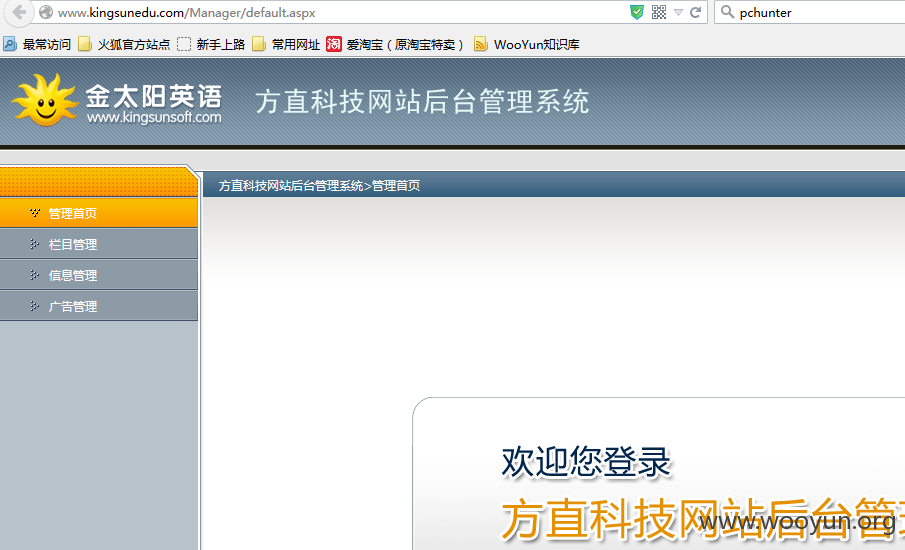 www.kingsunedu.com/Manager/default.aspx
pchunter
最常访问 火狐官方站点 新手上路 常用网址 淘 爱淘宝（原淘宝特卖） WooYun知识库
金太阳英语
www.kingsunsoft.com
方直科技网站后台管理系统
方直科技网站后台管理系统>管理首页
管理首页
栏目管理
信息管理
广告管理
欢迎您登录
方直科技网站后台管
www.wooyun.org